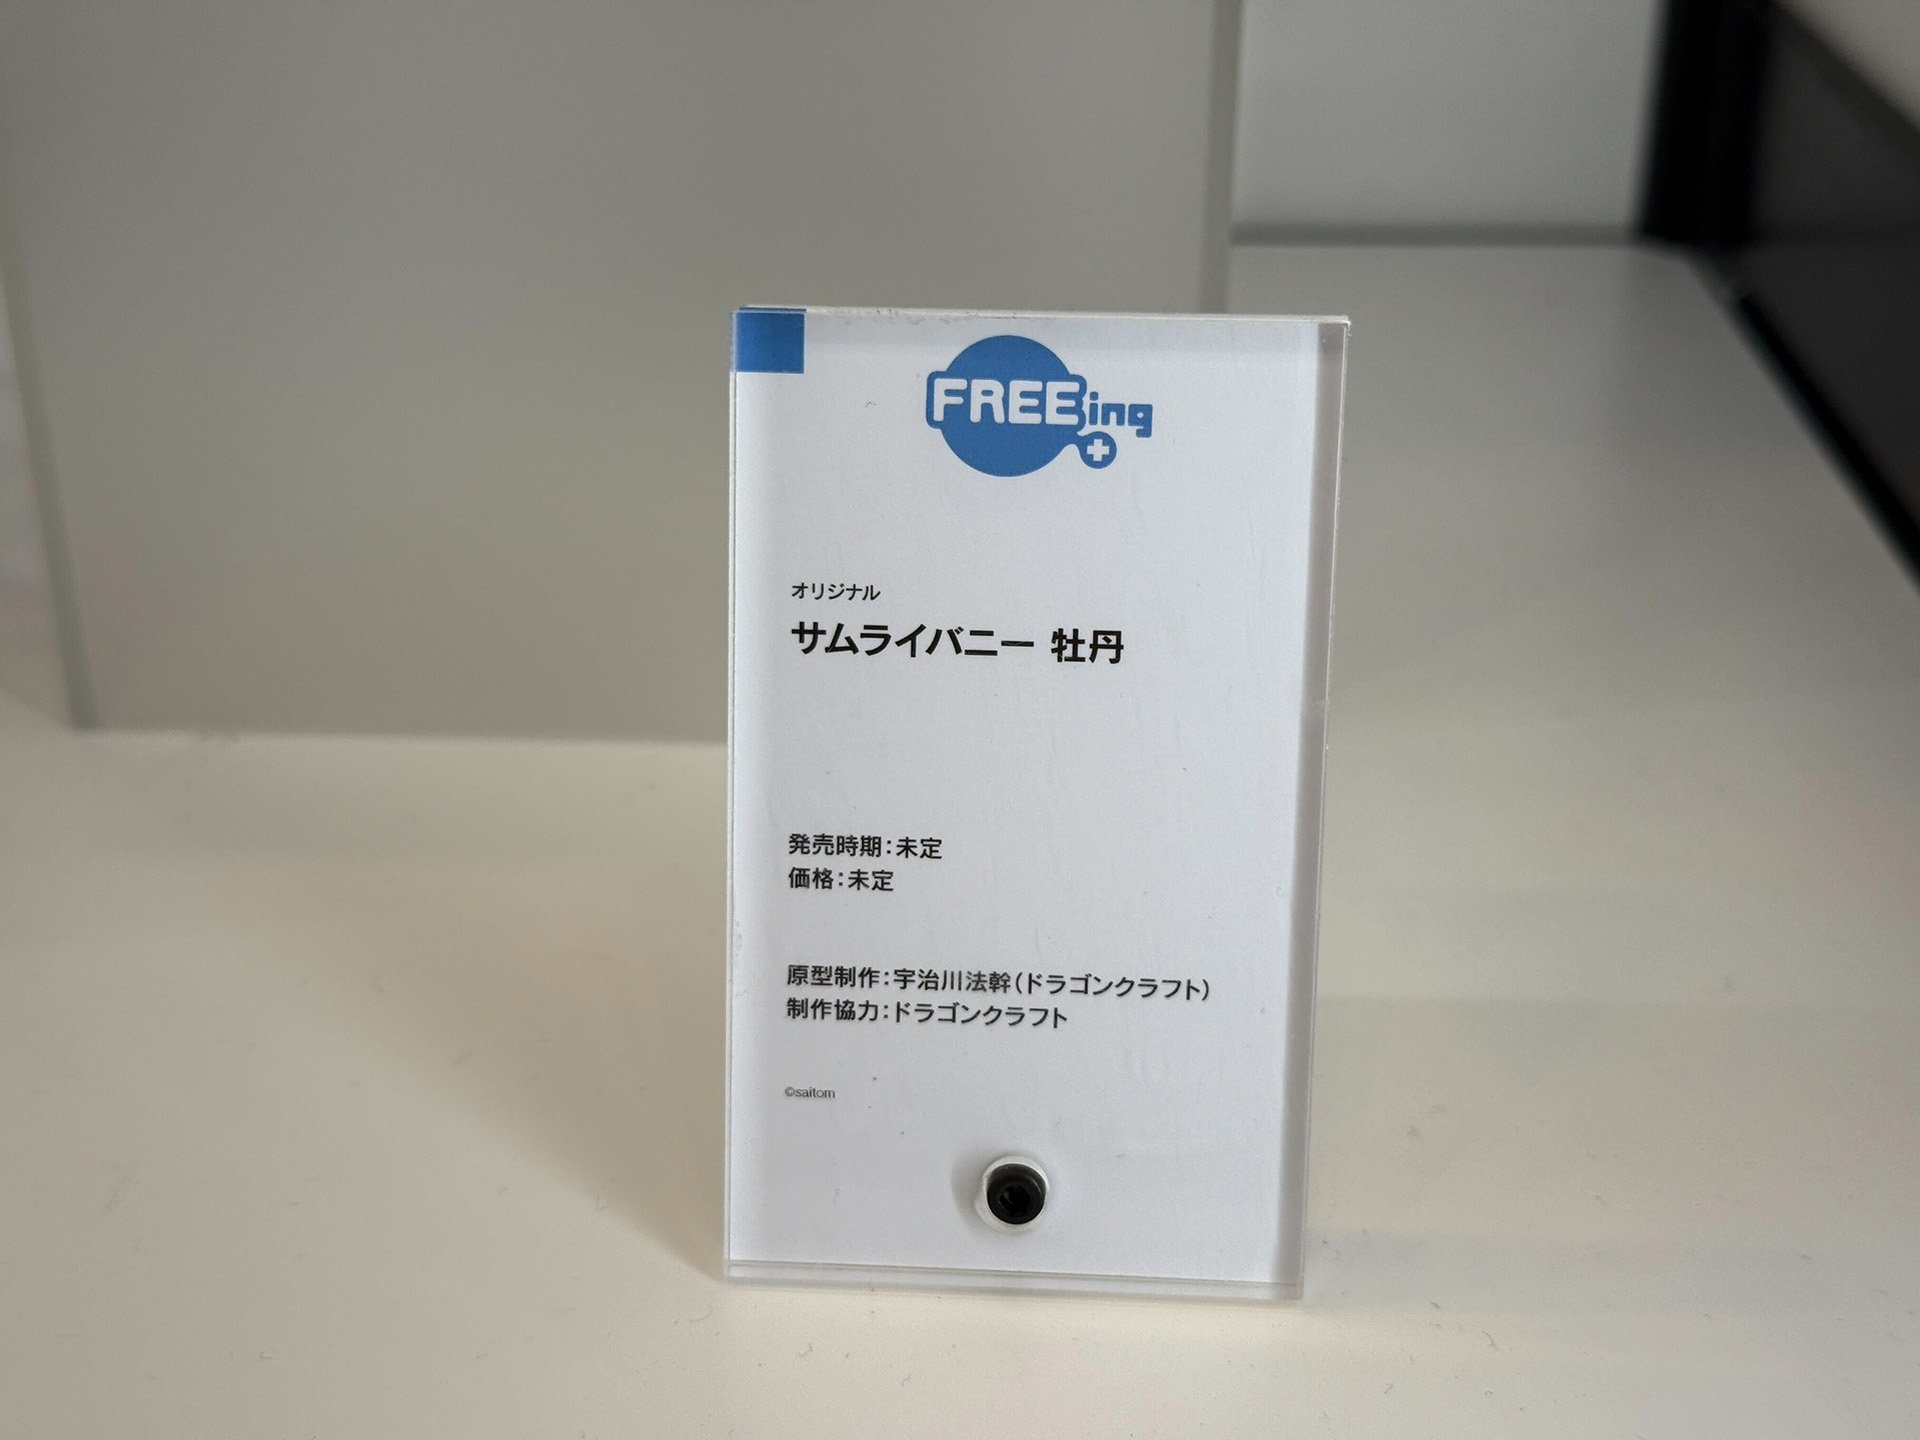 FREEing
オリジナル
サムライバニー 牡丹
発売時期：未定
価格：未定
原型制作：宇治川法幹（ドラゴンクラフト）
制作協力：ドラゴンクラフト
©saitom